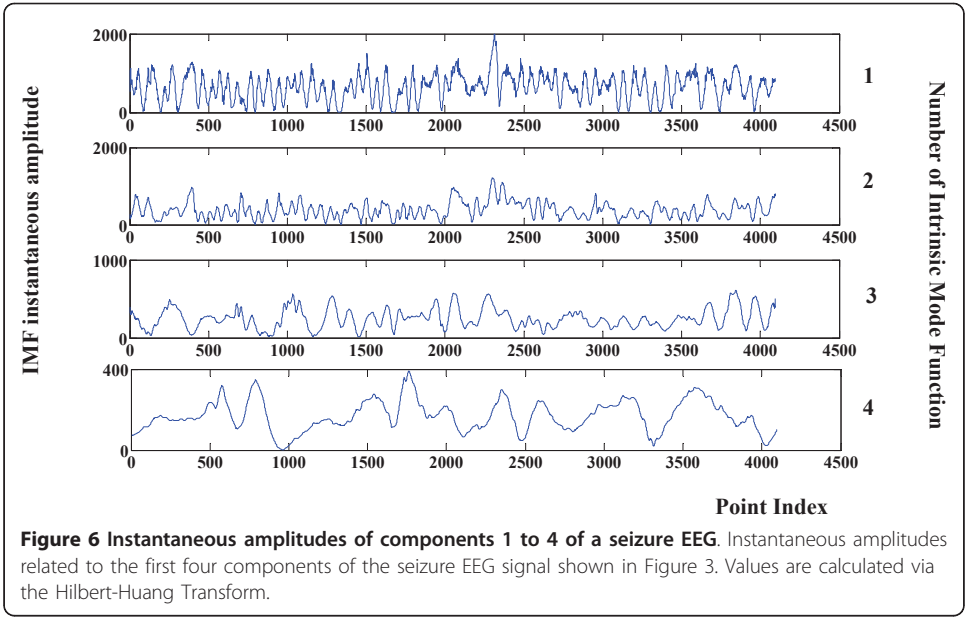 IMF instantaneous amplitude
2000
0
0 500 1000 1500 2000 2500 3000 3500 4000 4500
1
2000
0
0 500 1000 1500 2000 2500 3000 3500 4000 4500
2
1000
0
0 500 1000 1500 2000 2500 3000 3500 4000 4500
3
400
0
0 500 1000 1500 2000 2500 3000 3500 4000 4500
4
Number of Intrinsic Mode Function
Point Index
Figure 6 Instantaneous amplitudes of components 1 to 4 of a seizure EEG. Instantaneous amplitudes
related to the first four components of the seizure EEG signal shown in Figure 3. Values are calculated via
the Hilbert-Huang Transform.